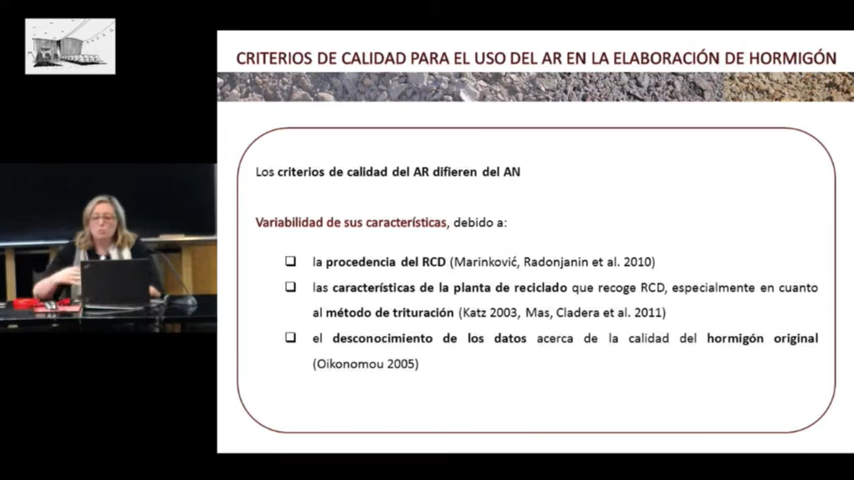 CRITERIOS DE CALIDAD PARA EL USO DEL AR EN LA ELABORACIÓN DE HORMIGÓN
Los criterios de calidad del AR difieren del AN
Variabilidad de sus características, debido a:
la procedencia del RCD (Marinković, Radonjanin et al. 2010)
las características de la planta de reciclado que recoge RCD, especialmente en cuanto
al método de trituración (Katz 2003, Mas, Cladera et al. 2011)
el desconocimiento de los datos acerca de la calidad del hormigón original
(Oikonomou 2005)